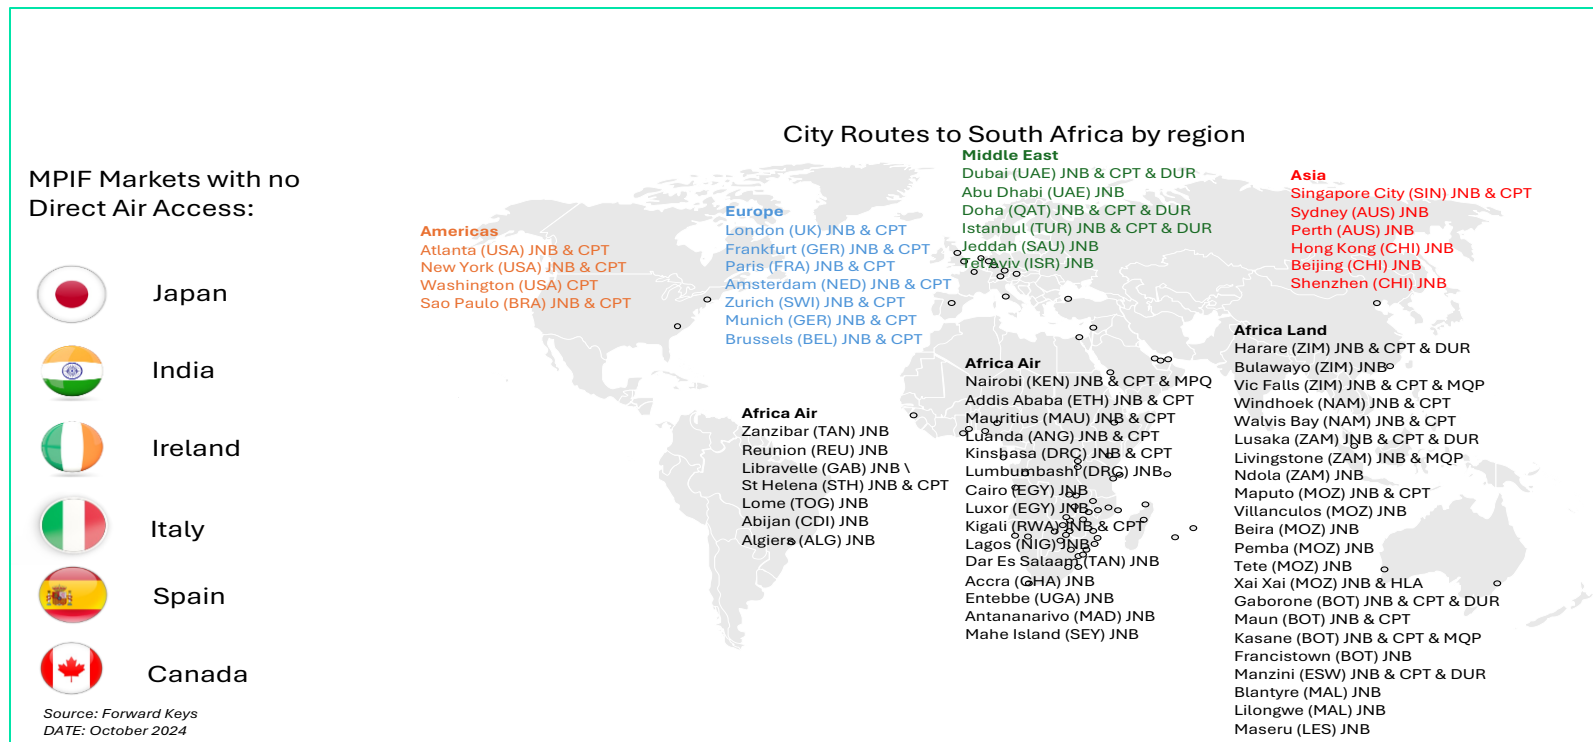 City Routes to South Africa by region
MPIF Markets with no
Direct Air Access:
Japan
India
Ireland
Italy
Spain
Canada
Source: Forward Keys
DATE: October 2024
Americas
Atlanta (USA) JNB & CPT
New York (USA) JNB & CPT
Washington (USA) CPT
Sao Paulo (BRA) JNB & CPT
Europe
London (UK) JNB & CPT
Frankfurt (GER) JNB & CPT
Paris (FRA) JNB & CPT
Amsterdam (NED) JNB & CPT
Zurich (SWI) JNB & CPT
Munich (GER) JNB & CPT
Brussels (BEL) JNB & CPT
Middle East
Dubai (UAE) JNB & CPT & DUR
Abu Dhabi (UAE) JNB
Doha (QAT) JNB & CPT & DUR
Istanbul (TUR) JNB & CPT & DUR
Jeddah (SAU) JNB
Tel Aviv (ISR) JNB
Asia
Singapore City (SIN) JNB & CPT
Sydney (AUS) JNB
Perth (AUS) JNB
Hong Kong (CHI) JNB
Beijing (CHI) JNB
Shenzhen (CHI) JNB
Africa Air
Zanzibar (TAN) JNB
Reunion (REU) JNB
Libravelle (GAB) JNB \
St Helena (STH) JNB & CPT
Lome (TOG) JNB
Abijan (CDI) JNB
Algiers (ALG) JNB
Africa Air
Nairobi (KEN) JNB & CPT & MPQ
Addis Ababa (ETH) JNB & CPT
Mauritius (MAU) JNB & CPT
Luanda (ANG) JNB & CPT
Kinshasa (DRC) JNB & CPT
Lumbumbashi (DRC) JNB
Cairo (EGY) JNB
Luxor (EGY) JNB
Kigali (RWA) JNB & CPT
Lagos (NIG) JNB
Dar Es Salaam (TAN) JNB
Accra (GHA) JNB
Entebbe (UGA) JNB
Antananarivo (MAD) JNB
Mahe Island (SEY) JNB
Africa Land
Harare (ZIM) JNB & CPT & DUR
Bulawayo (ZIM) JNB
Vic Falls (ZIM) JNB & CPT & MQP
Windhoek (NAM) JNB & CPT
Walvis Bay (NAM) JNB & CPT
Lusaka (ZAM) JNB & CPT & DUR
Livingstone (ZAM) JNB & MQP
Ndola (ZAM) JNB
Maputo (MOZ) JNB & CPT
Villanculos (MOZ) JNB
Beira (MOZ) JNB
Pemba (MOZ) JNB
Tete (MOZ) JNB
Xai Xai (MOZ) JNB & HLA
Gaborone (BOT) JNB & CPT & DUR
Maun (BOT) JNB & CPT
Kasane (BOT) JNB & CPT & MQP
Francistown (BOT) JNB
Manzini (ESW) JNB & CPT & DUR
Blantyre (MAL) JNB
Lilongwe (MAL) JNB
Maseru (LES) JNB